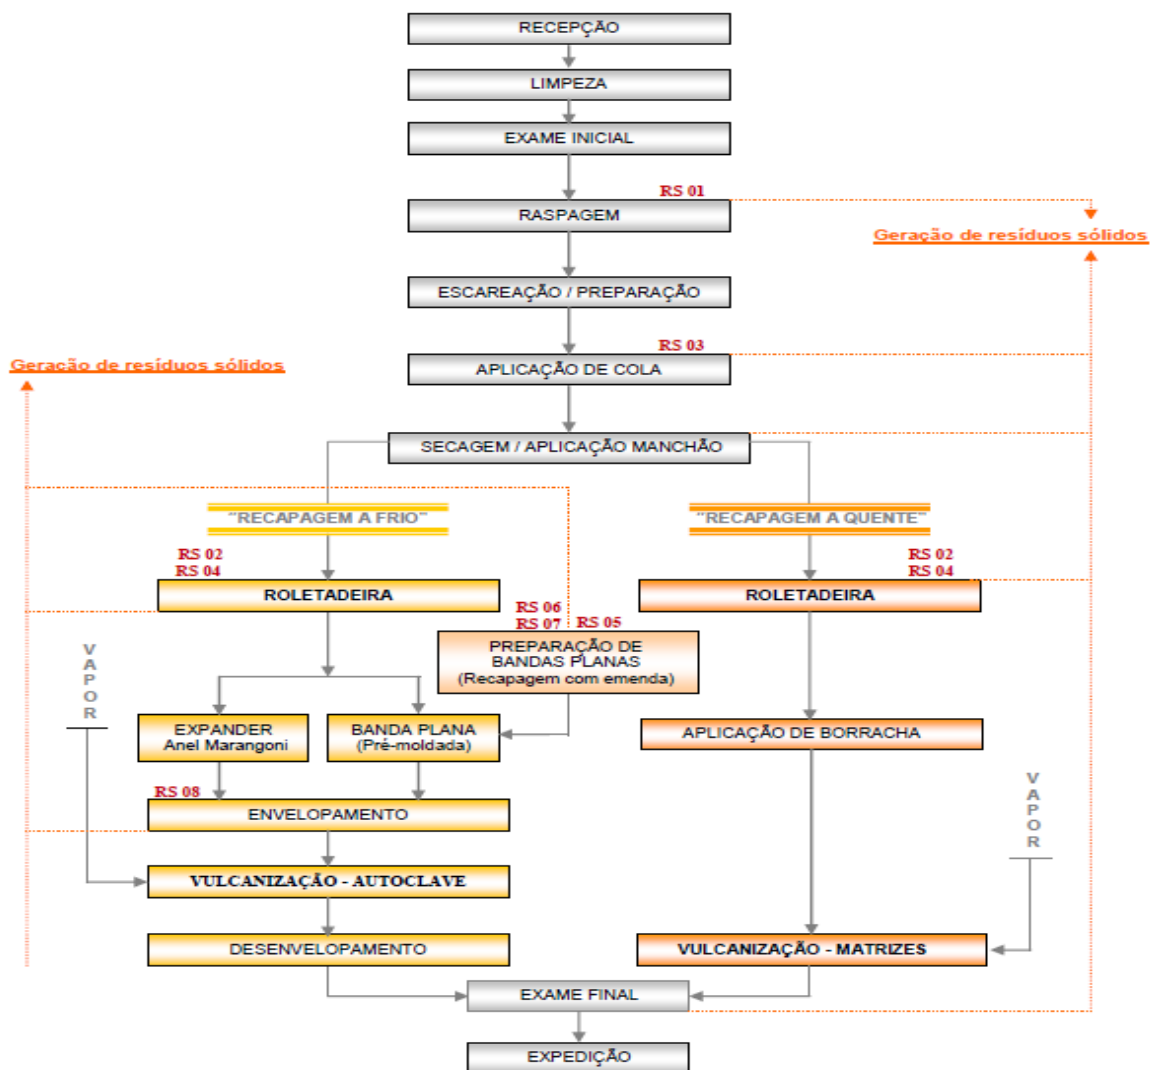 RECEPÇÃO
LIMPEZA
EXAME INICIAL
RS 01
RASPAGEM
Geração de resíduos sólidos
ESCAREAÇÃO / PREPARAÇÃO
RS 03
Geração de resíduos sólidos
APLICAÇÃO DE COLA
SECAGEM / APLICAÇÃO MANCHÃO
"RECAPAGEM A FRIO"
"RECAPAGEM A QUENTE"
RS 02
RS 04
ROLETADEIRA
RS 02
RS 04
ROLETADEIRA
RS 06
RS 07
RS 05
PREPARAÇÃO DE
BANDAS PLANAS
(Recapagem com emenda)
VAPOR
EXPANDER
Anel Marangoni
BANDA PLANA
(Pré-moldada)
APLICAÇÃO DE BORRACHA
RS 08
ENVELOPAMENTO
VAPOR
VULCANIZAÇÃO - AUTOCLAVE
DESENVELOPAMENTO
VULCANIZAÇÃO - MATRIZES
EXAME FINAL
EXPEDIÇÃO